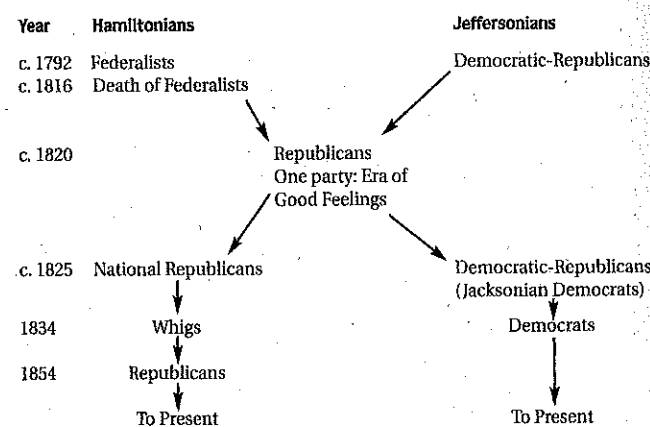 Year Hamiltonians Jeffersonians
c. 1792 Federalists Democratic-Republicans
c. 1816 Death of Federalists
c. 1820 Republicans
One party: Era of
Good Feelings
c. 1825 National Republicans Democratic-Republicans
(Jacksonian Democrats)
1834 Whigs Democrats
1854 Republicans
To Present To Present